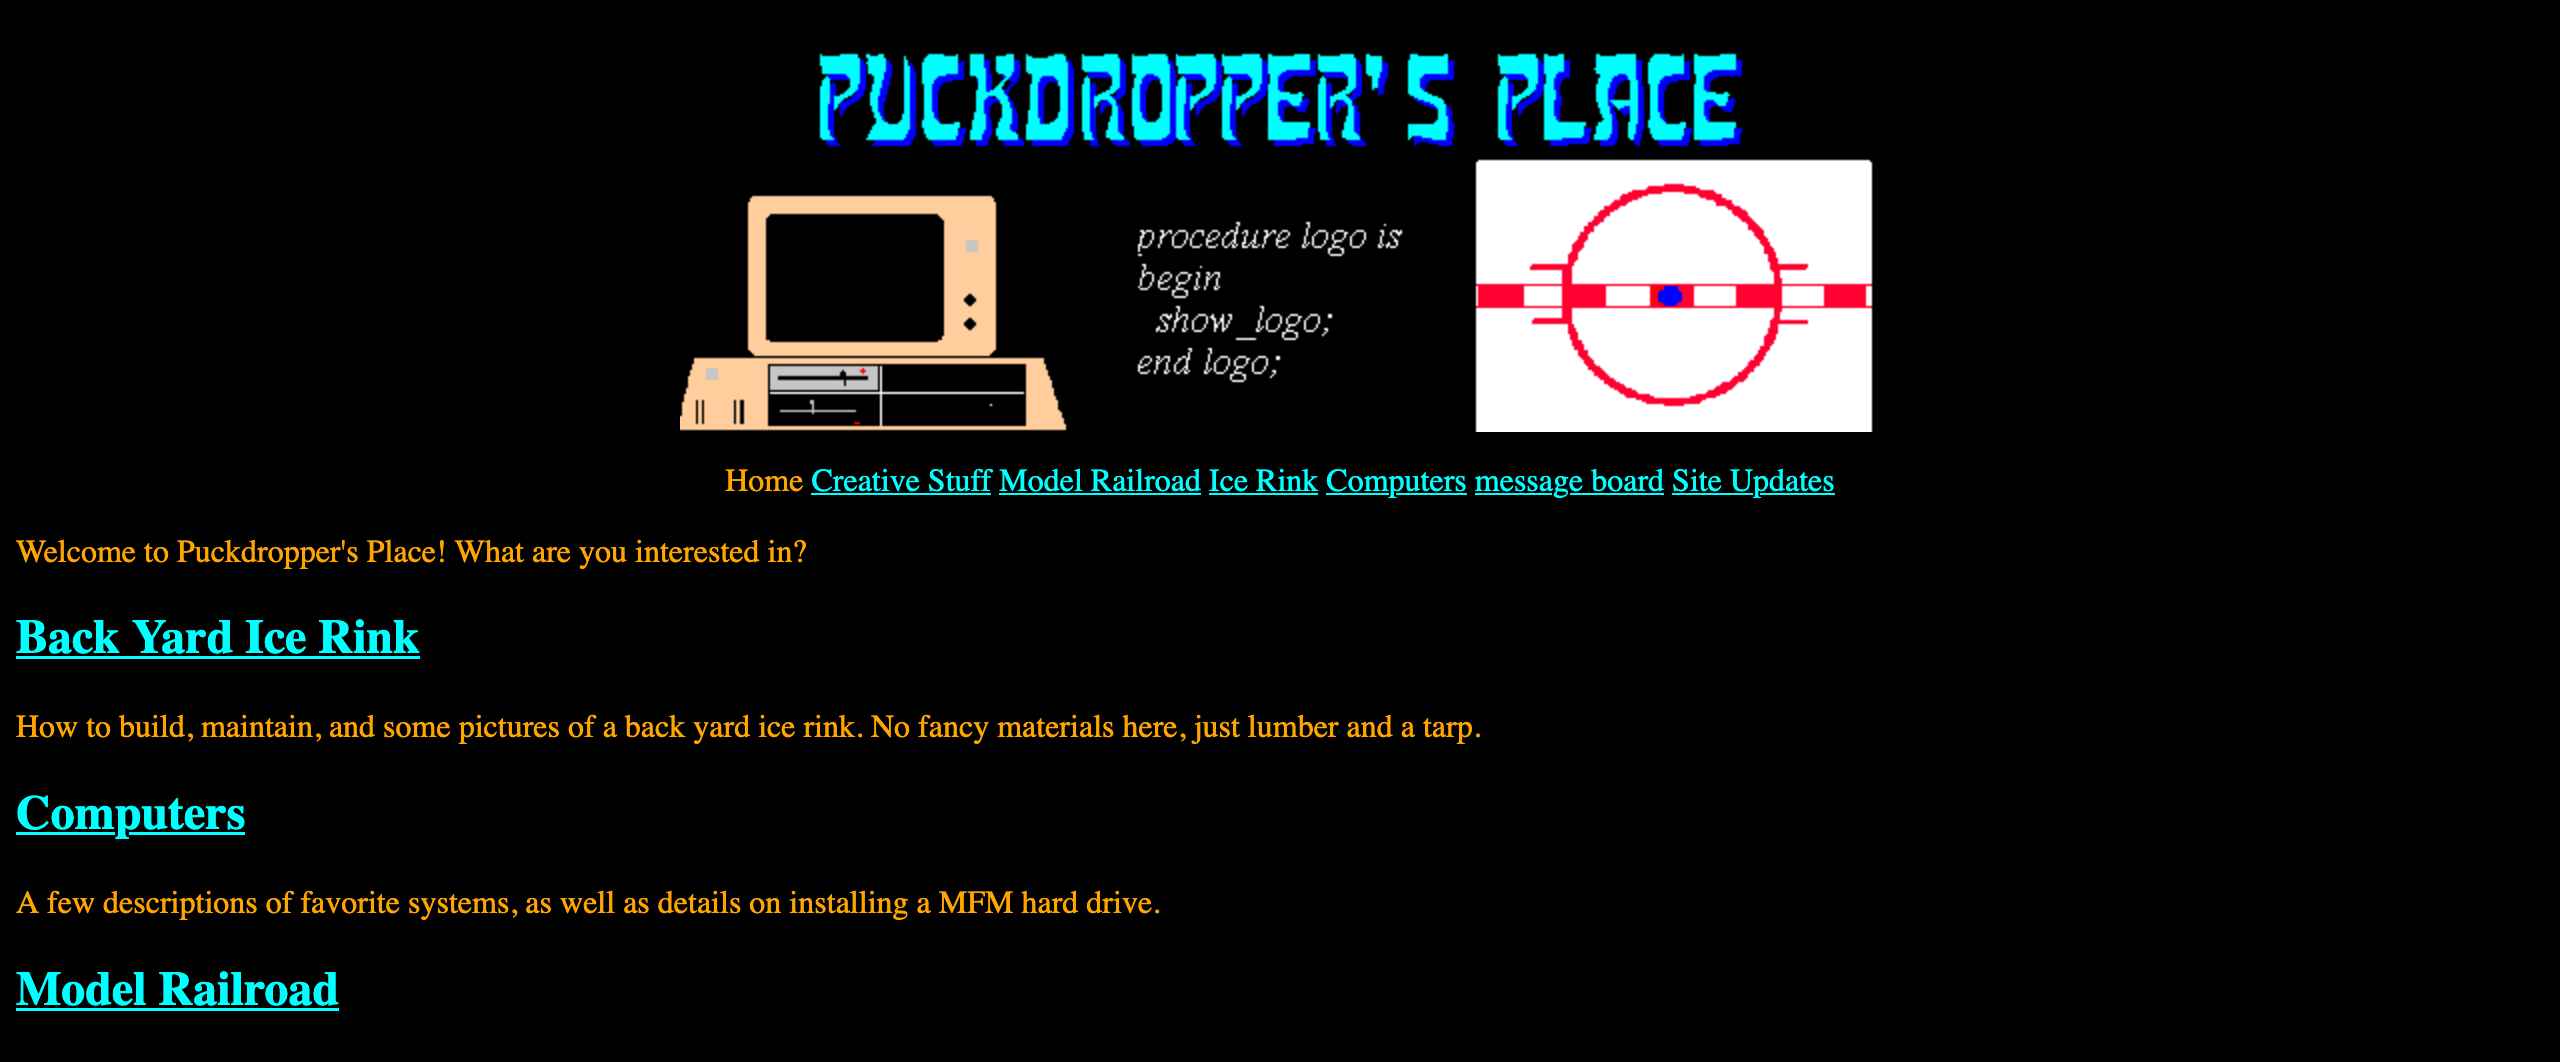 PUCKDROPPER'S PLACE
procedure logo is
begin
show_logo;
end logo;
Home Creative Stuff Model Railroad Ice Rink Computers message board Site Updates
Welcome to Puckdropper's Place! What are you interested in?
Back Yard Ice Rink
How to build, maintain, and some pictures of a back yard ice rink. No fancy materials here, just lumber and a tarp.
Computers
A few descriptions of favorite systems, as well as details on installing a MFM hard drive.
Model Railroad